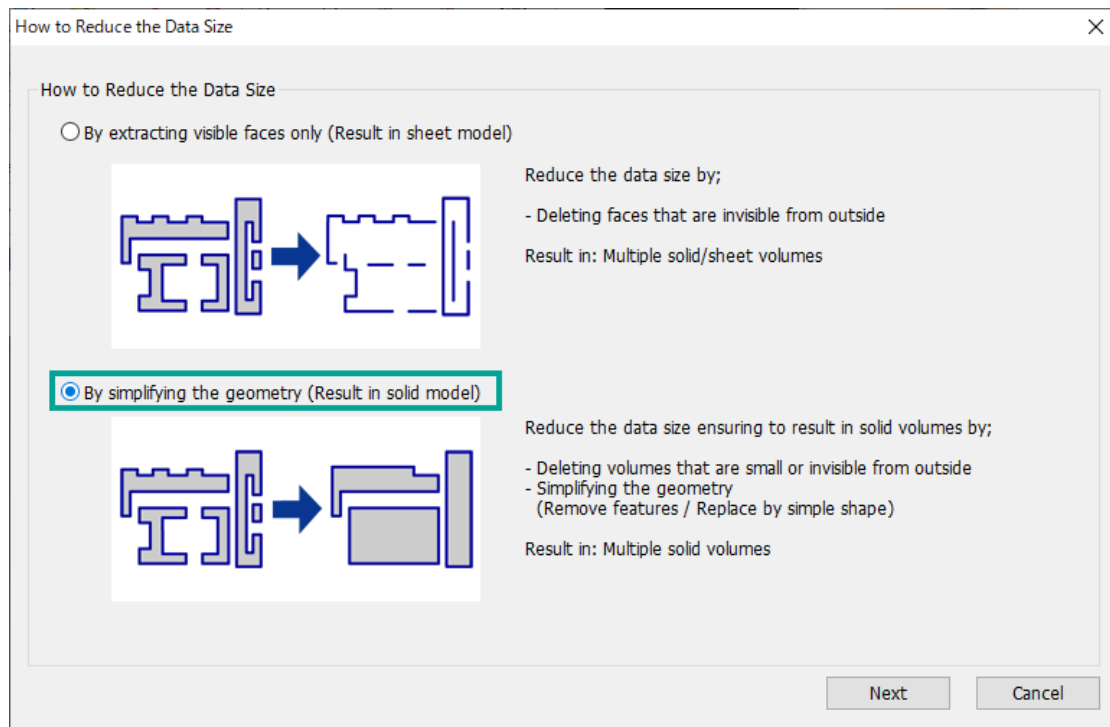 How to Reduce the Data Size
How to Reduce the Data Size
By extracting visible faces only (Result in sheet model)
Reduce the data size by;
- Deleting faces that are invisible from outside
Result in: Multiple solid/sheet volumes
By simplifying the geometry (Result in solid model)
Reduce the data size ensuring to result in solid volumes by;
- Deleting volumes that are small or invisible from outside
- Simplifying the geometry
(Remove features / Replace by simple shape)
Result in: Multiple solid volumes
Next
Cancel